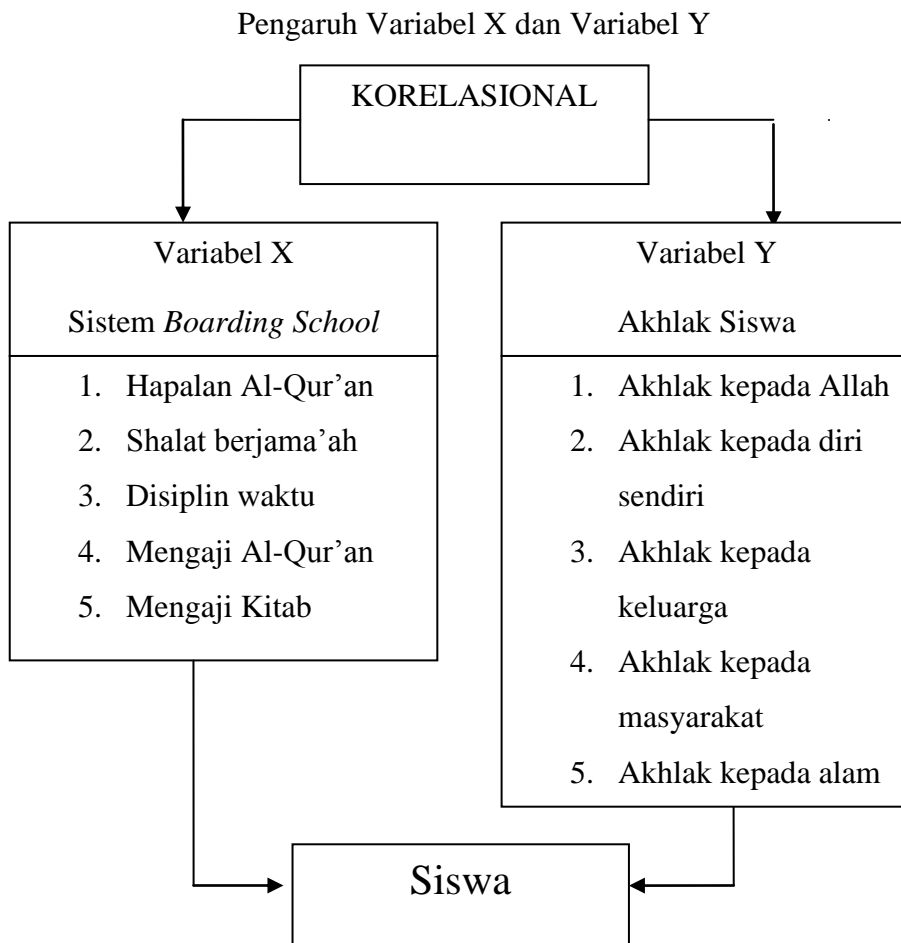 Pengaruh Variabel X dan Variabel Y
KORELASIONAL
Variabel X
Sistem Boarding School
1. Hapalan Al-Qur’an
2. Shalat berjama’ah
3. Disiplin waktu
4. Mengaji Al-Qur’an
5. Mengaji Kitab
Variabel Y
Akhlak Siswa
1. Akhlak kepada Allah
2. Akhlak kepada diri
sendiri
3. Akhlak kepada
keluarga
4. Akhlak kepada
masyarakat
5. Akhlak kepada alam
Siswa